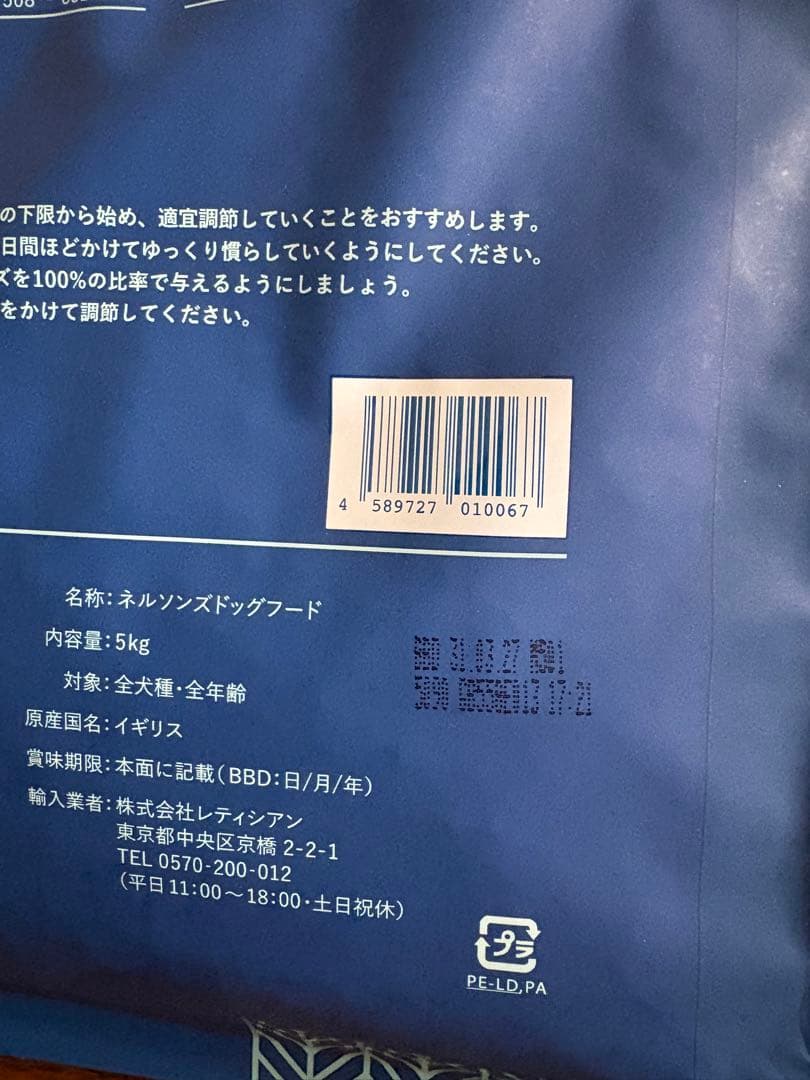 の下限から始め、適宜調節していくことをおすすめします。
日間ほどかけてゆっくり慣らしていくようにしてください。
ズを100%の比率で与えるようにしましょう。
をかけて調節してください。
4 589727 010067
名称:ネルソンズドッグフード
内容量:5kg
対象:全犬種・全年齢
原産国名:イギリス
賞味期限:本面に記載(BBD:日/月/年)
輸入業者:株式会社レティシアン
東京都中央区京橋 2-2-1
TEL 0570-200-012
(平日11:00〜18:00・土日祝休)
31.03.27
17:21
プラ
PE-LD,PA